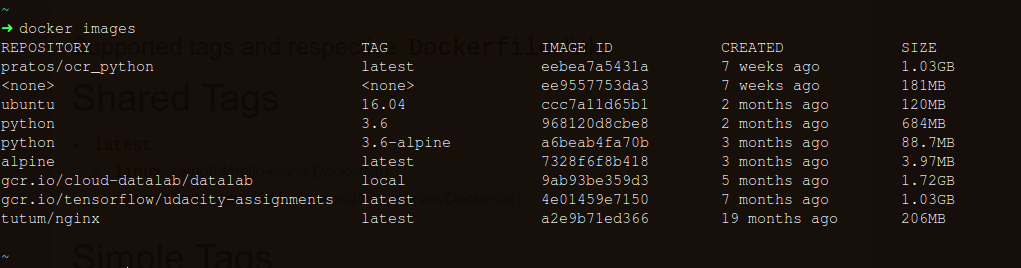 ~
➜ docker images
REPOSITORY TAG IMAGE ID CREATED SIZE
pratos/ocr_python latest eebea7a5431a 7 weeks ago 1.03GB
<none> <none> ee9557753da3 7 weeks ago 181MB
ubuntu 16.04 ccc7a11d65b1 2 months ago 120MB
python 3.6 968120d8cbe8 2 months ago 684MB
python 3.6-alpine a6beab4fa70b 3 months ago 88.7MB
alpine latest 7328f6f8b418 3 months ago 3.97MB
gcr.io/cloud-datalab/datalab local 9ab93be359d3 5 months ago 1.72GB
gcr.io/tensorflow/udacity-assignments latest 4e01459e7150 7 months ago 1.03GB
tutum/nginx latest a2e9b71ed366 19 months ago 206MB
~
Supported tags and respective Dockerfile
Shared Tags
latest
Simple Tags